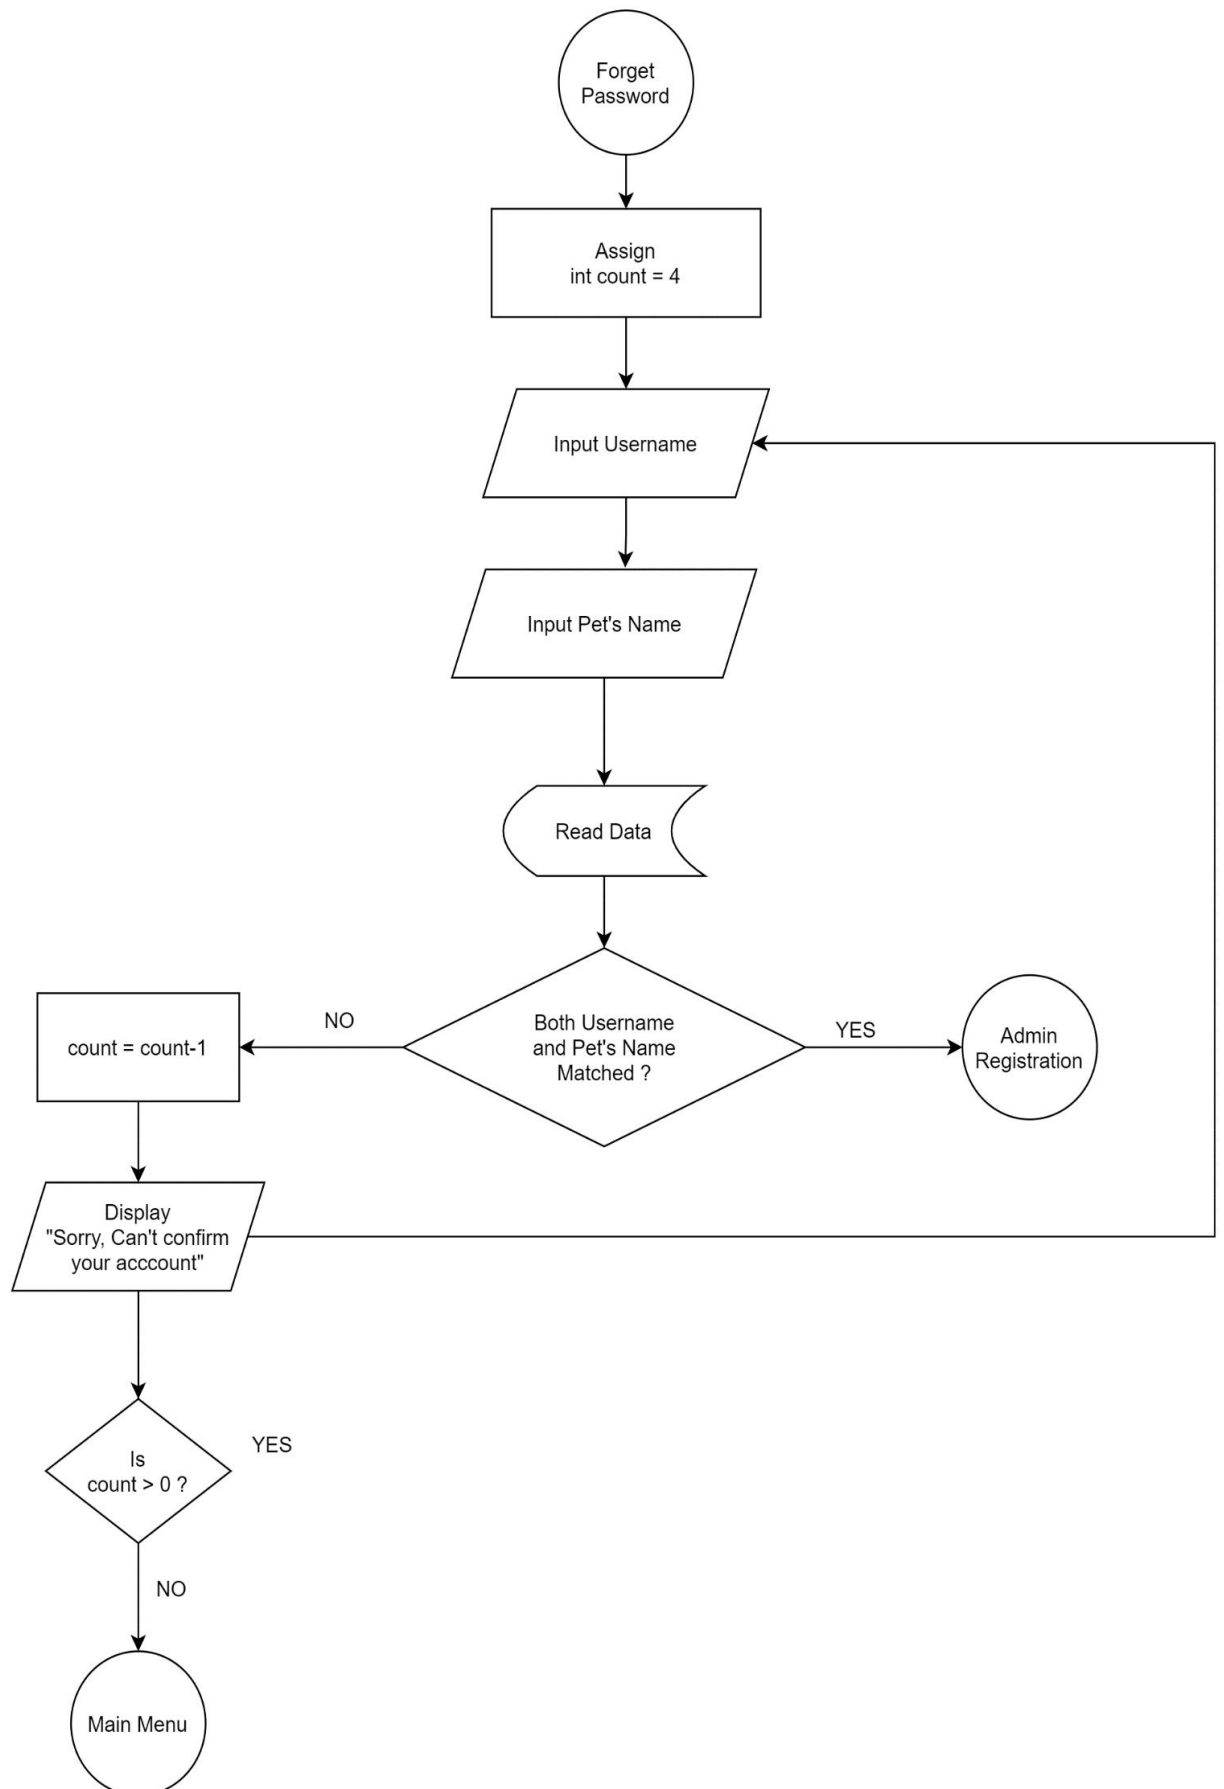 Forget
Password
Assign
int count = 4
Input Username
Input Pet's Name
Read Data
Both Username
and Pet's Name
Matched ?
NO
YES
count = count-1
Admin
Registration
Display
"Sorry, Can't confirm
your acccount"
Is
count > 0 ?
YES
NO
Main Menu